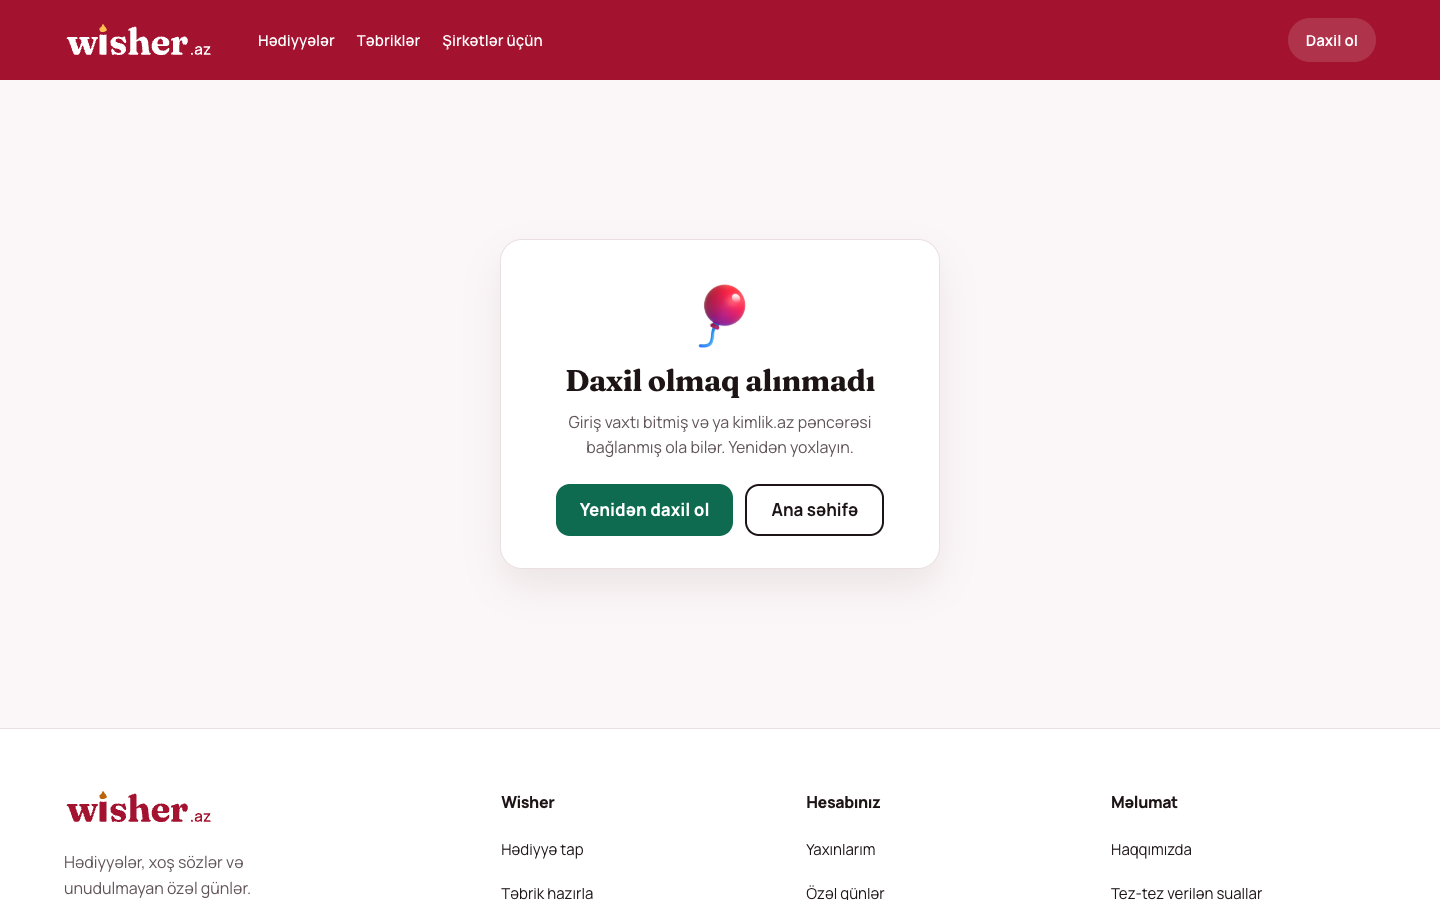 wisher.az
Hədiyyələr
Təbriklər
Şirkətlər üçün
Daxil ol
Daxil olmaq alınmadı
Giriş vaxtı bitmiş və ya kimlik.az pəncərəsi
bağlanmış ola bilər. Yenidən yoxlayın.
Yenidən daxil ol
Ana səhifə
wisher.az
Hədiyyələr, xoş sözlər və
unudulmayan özəl günlər.
Wisher
Hədiyyə tap
Təbrik hazırla
Hesabınız
Yaxınlarım
Özəl günlər
Məlumat
Haqqımızda
Tez-tez verilən suallar